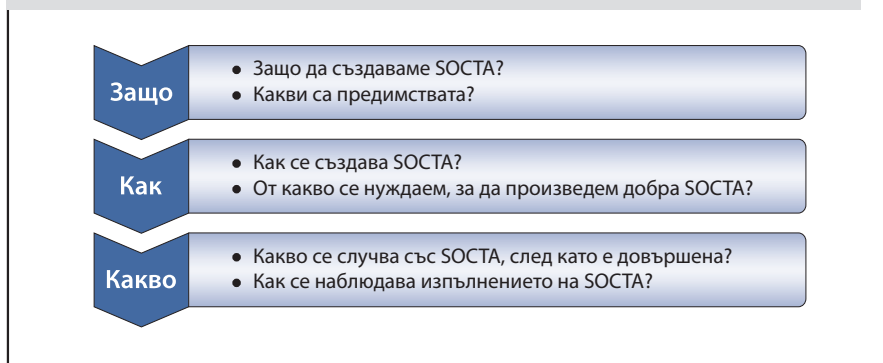 Защо
● Защо да създаваме SOCTA?
● Какви са предимствата?
Как
● Как се създава SOCTA?
● От какво се нуждаем, за да произведем добра SOCTA?
Какво
● Какво се случва със SOCTA, след като е довършена?
● Как се наблюдава изпълнението на SOCTA?